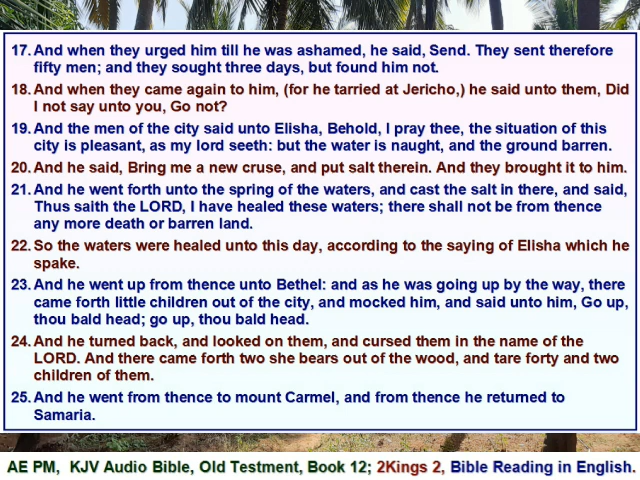 17. And when they urged him till he was ashamed, he said, Send. They sent therefore
fifty men; and they sought three days, but found him not.
18. And when they came again to him, (for he tarried at Jericho,) he said unto them, Did
I not say unto you, Go not?
19. And the men of the city said unto Elisha, Behold, I pray thee, the situation of this
city is pleasant, as my lord seeth: but the water is naught, and the ground barren.
20. And he said, Bring me a new cruse, and put salt therein. And they brought it to him.
21. And he went forth unto the spring of the waters, and cast the salt in there, and said,
Thus saith the LORD, I have healed these waters; there shall not be from thence
any more death or barren land.
22. So the waters were healed unto this day, according to the saying of Elisha which he
spake.
23. And he went up from thence unto Bethel: and as he was going up by the way, there
came forth little children out of the city, and mocked him, and said unto him, Go up,
thou bald head; go up, thou bald head.
24. And he turned back, and looked on them, and cursed them in the name of the
LORD. And there came forth two she bears out of the wood, and tare forty and two
children of them.
25. And he went from thence to mount Carmel, and from thence he returned to
Samaria.
AE PM, KJV Audio Bible, Old Testment, Book 12; 2Kings 2, Bible Reading in English.